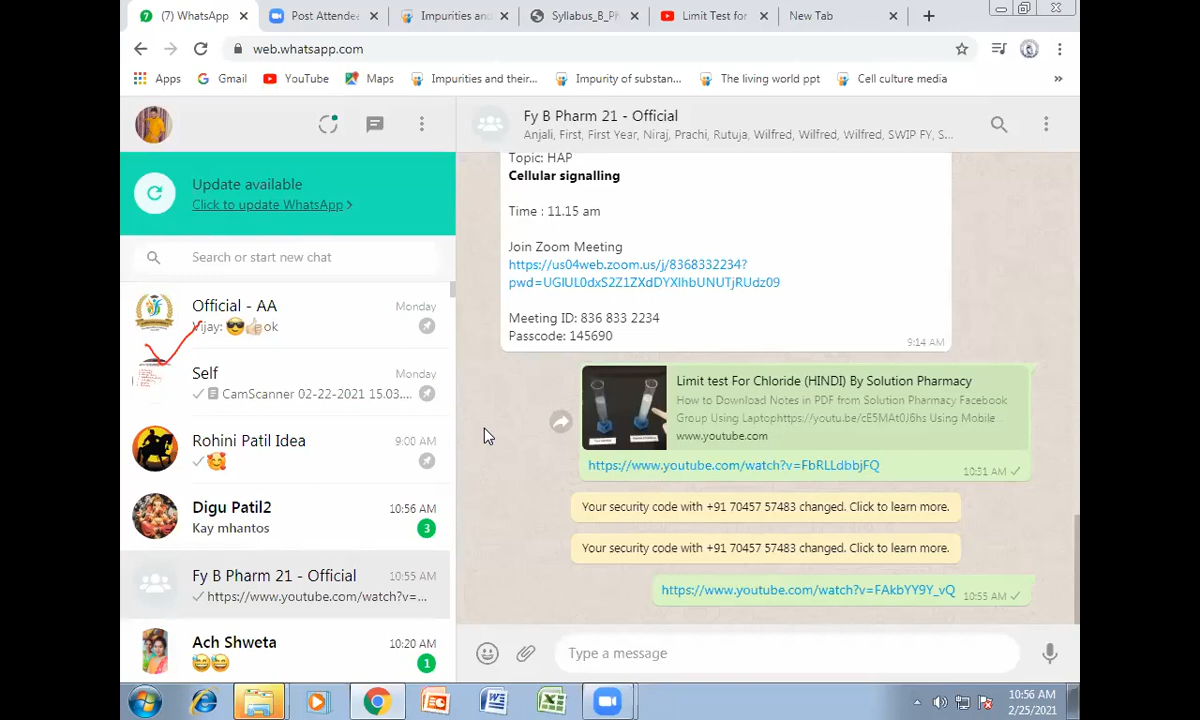 (7) WhatsApp
Post Attende
Impurities and
Syllabus_B_Ph
Limit Test for
New Tab
web.whatsapp.com
Apps
Gmail
YouTube
Maps
Impurities and their...
Impurity of substan...
The living world ppt
Cell culture media
»
Fy B Pharm 21 - Official
Anjali, First, First Year, Niraj, Prachi, Rutuja, Wilfred, Wilfred, Wilfred, SWIP FY, S...
Update available
Click to update WhatsApp >
Search or start new chat
Official - AA
Monday
Vijay: 😎👍🏻ok
Self
Monday
CamScanner 02-22-2021 15.03....
Rohini Patil Idea
9:00 AM
🥰
Digu Patil2
10:56 AM
Kay mhantos
3
Fy B Pharm 21 - Official
10:55 AM
https://www.youtube.com/watch?v=...
Ach Shweta
10:20 AM
😅😅
1
Topic: HAP
Cellular signalling
Time : 11.15 am
Join Zoom Meeting
https://us04web.zoom.us/j/8368332234?
pwd=UGlUL0dxS2Z1ZXdDYXlhbUNUTjRUdz09
Meeting ID: 836 833 2234
Passcode: 145690
9:14 AM
Limit test For Chloride (HINDI) By Solution Pharmacy
How to Download Notes in PDF from Solution Pharmacy Facebook
Group Using Laptophttps://youtu.be/cE5MAt0J6hs Using Mobile
www.youtube.com
https://www.youtube.com/watch?v=FbRLLdbbjFQ
10:31 AM
Your security code with +91 70457 57483 changed. Click to learn more.
Your security code with +91 70457 57483 changed. Click to learn more.
https://www.youtube.com/watch?v=FAkbYY9Y_vQ
10:55 AM
Type a message
10:56 AM
2/25/2021